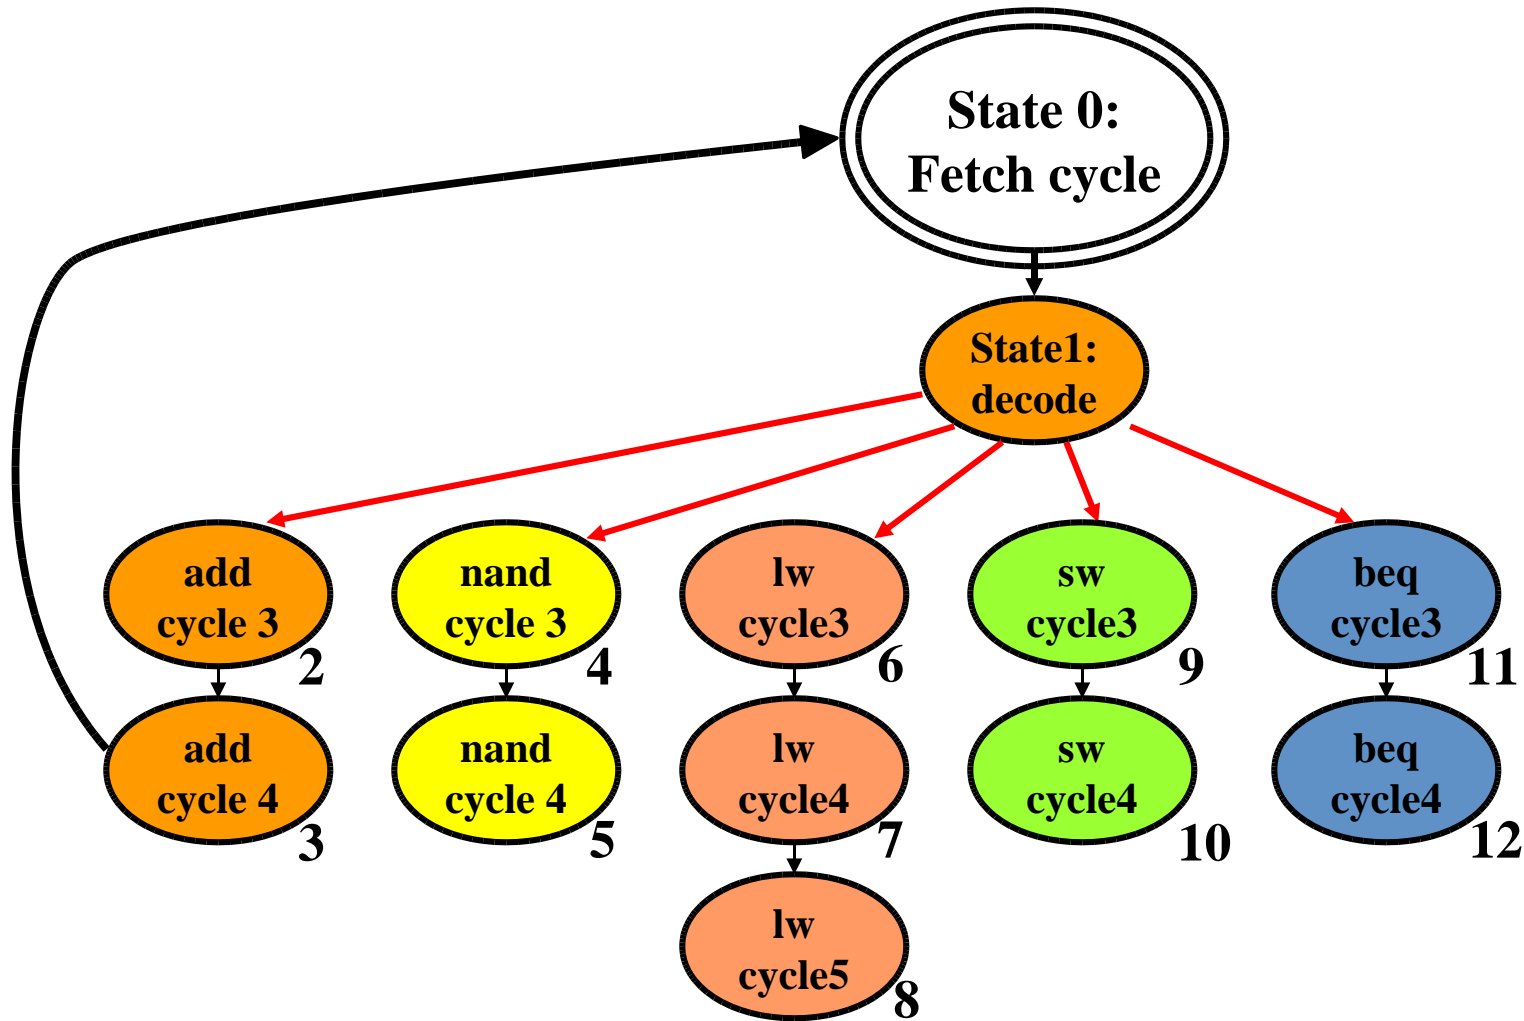 State 0:
Fetch cycle
State1:
decode
add
cycle 3
2
nand
cycle 3
4
lw
cycle3
6
sw
cycle3
9
beq
cycle3
11
add
cycle 4
3
nand
cycle 4
5
lw
cycle4
7
sw
cycle4
10
beq
cycle4
12
lw
cycle5
8